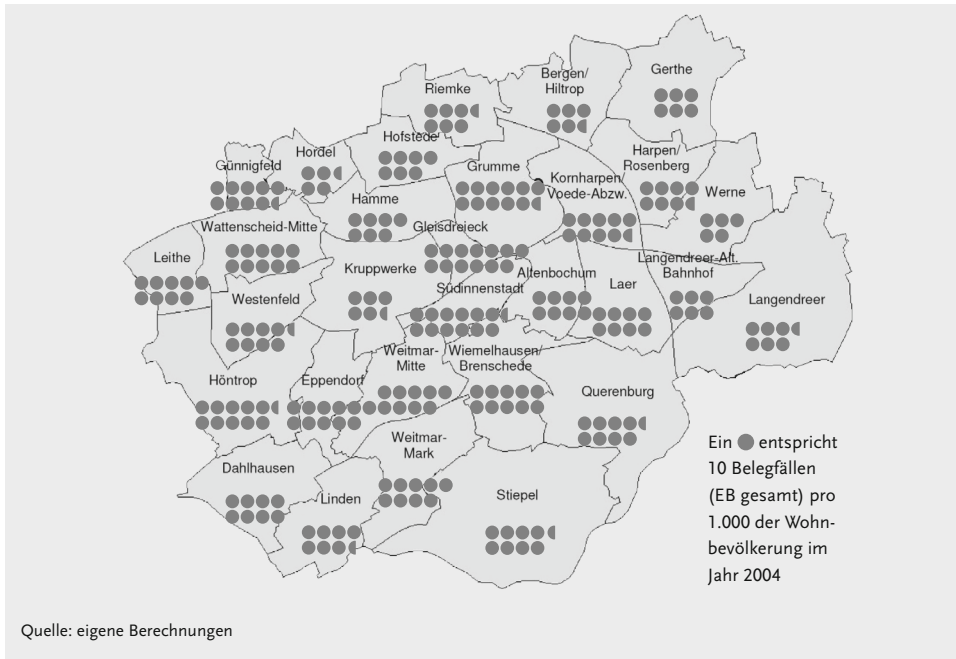 Gerthe
Bergen/
Hiltrop
Riemke
Hofstede
Harpen/
Rosenberg
Hordel
Günnigfeld
Grumme
Kornharpen/
Voede-Abzw.
Werne
Hamme
Wattenscheid-Mitte
Gleisdreieck
Leithe
Kruppwerke
Altenbochum
Langendreer-Alt.
Bahnhof
Laer
Südinnenstadt
Westenfeld
Langendreer
Weitmar-
Mitte
Wiemelhausen/
Brenschede
Höntrop
Eppendorf
Querenburg
Weitmar-
Mark
Dahlhausen
Linden
Stiepel
Ein entspricht
10 Belegfällen
(EB gesamt) pro
1.000 der Wohn-
bevölkerung im
Jahr 2004
Quelle: eigene Berechnungen